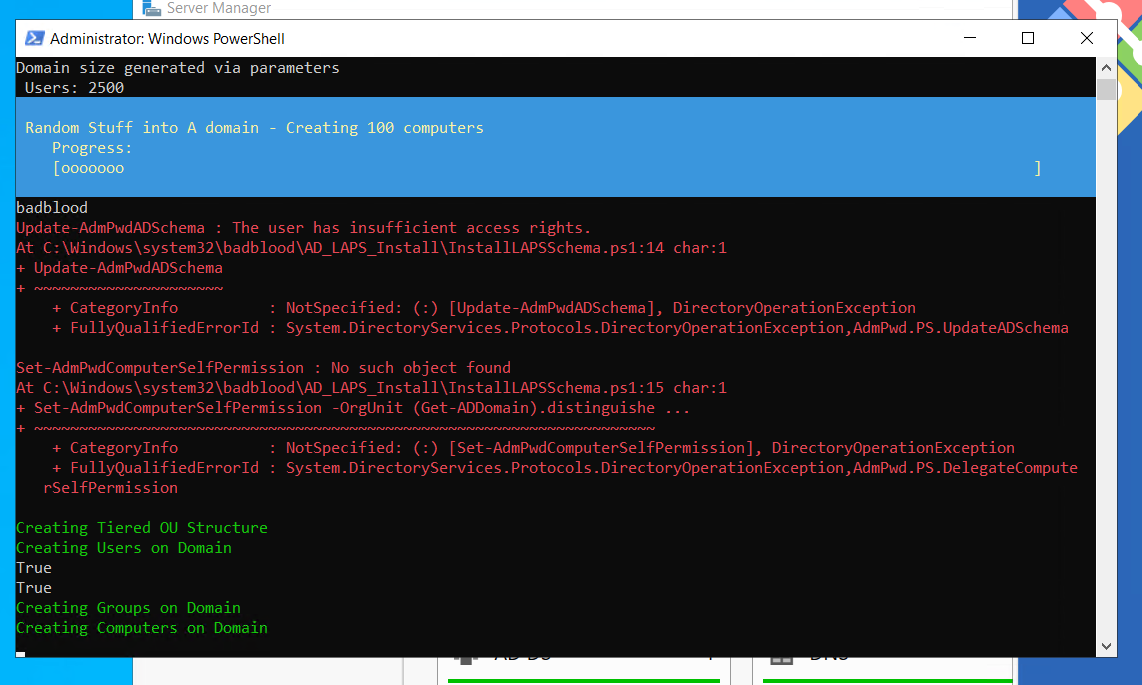 Server Manager
Administrator: Windows PowerShell
Domain size generated via parameters
Users: 2500
Random Stuff into A domain - Creating 100 computers
Progress:
[ooooooo ]
badblood
Update-AdmPwdADSchema : The user has insufficient access rights.
At C:\Windows\system32\badblood\AD_LAPS_Install\InstallLAPSSchema.ps1:14 char:1
+ Update-AdmPwdADSchema
+ ~~~~~~~~~~~~~~~~~~~~~
+ CategoryInfo : NotSpecified: (:) [Update-AdmPwdADSchema], DirectoryOperationException
+ FullyQualifiedErrorId : System.DirectoryServices.Protocols.DirectoryOperationException,AdmPwd.PS.UpdateADSchema
Set-AdmPwdComputerSelfPermission : No such object found
At C:\Windows\system32\badblood\AD_LAPS_Install\InstallLAPSSchema.ps1:15 char:1
+ Set-AdmPwdComputerSelfPermission -OrgUnit (Get-ADDomain).distinguishe ...
+ ~~~~~~~~~~~~~~~~~~~~~~~~~~~~~~~~~~~~~~~~~~~~~~~~~~~~~~~~~~~~~~~~~~~~~
+ CategoryInfo : NotSpecified: (:) [Set-AdmPwdComputerSelfPermission], DirectoryOperationException
+ FullyQualifiedErrorId : System.DirectoryServices.Protocols.DirectoryOperationException,AdmPwd.PS.DelegateCompute
rSelfPermission
Creating Tiered OU Structure
Creating Users on Domain
True
True
Creating Groups on Domain
Creating Computers on Domain